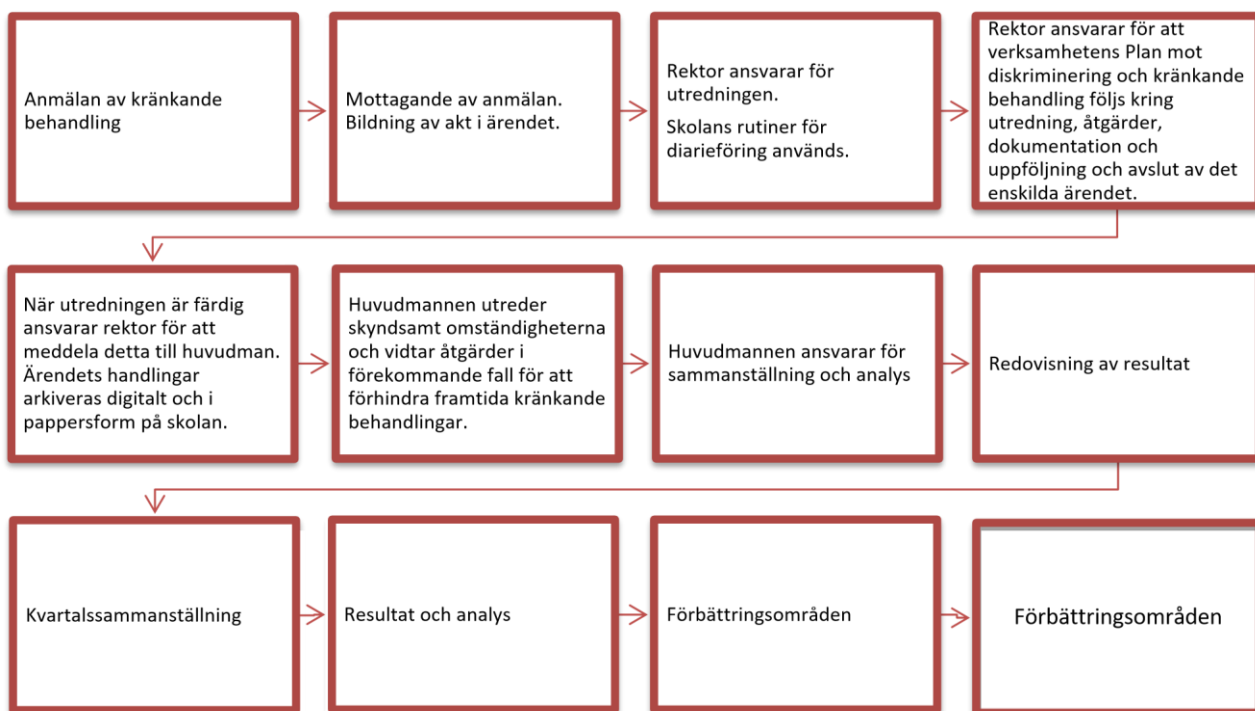 Anmälan av kränkande
behandling
Mottagande av anmälan.
Bildning av akt i ärendet.
Rektor ansvarar för
utredningen.
Skolans rutiner för
diarieföring används.
Rektor ansvarar för att
verksamhetens Plan mot
diskriminering och kränkande
behandling följs kring
utredning, åtgärder,
dokumentation och
uppföljning och avslut av det
enskilda ärendet.
När utredningen är färdig
ansvarar rektor för att
meddela detta till huvudman.
Ärendets handlingar
arkiveras digitalt och i
pappersform på skolan.
Huvudmannen utreder
skyndsamt omständigheterna
och vidtar åtgärder i
förekommande fall för att
förhindra framtida kränkande
behandlingar.
Huvudmannen ansvarar för
sammanställning och analys
Redovisning av resultat
Kvartalssammanställning
Resultat och analys
Förbättringsområden
Förbättringsområden